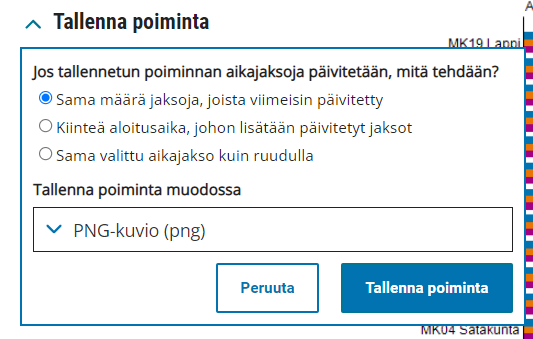 Tallenna poiminta
A
MK19 Lappi
Jos tallennetun poiminnan aikajaksoja päivitetään, mitä tehdään?
Sama määrä jaksoja, joista viimeisin päivitetty
Kiinteä aloitusaika, johon lisätään päivitetyt jaksot
Sama valittu aikajakso kuin ruudulla
Tallenna poiminta muodossa
PNG-kuvio (png)
Peruuta
Tallenna poiminta
MK04 Satakunta